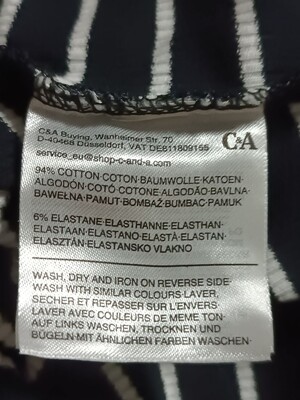 C&A Buying, Wanheimer Str. 70
D-40468 Düsseldorf, VAT DE811809155
service_eu@shop-c-and-a.com
C&A
94% COTTON·COTON·BAUMWOLLE·KATOEN·
ALGODÓN·COTÓ·COTONE·ALGODÃO·BAVLNA·
BAWEŁNA·PAMUT·BOMBAŽ·BUMBAC·PAMUK
6% ELASTANE·ELASTHANNE·ELASTHAN·
ELASTAAN·ELASTANO·ELASTÀ·ELASTAN·
ELASZTÁN·ELASTANSKO VLAKNO
WASH, DRY AND IRON ON REVERSE SIDE·
WASH WITH SIMILAR COLOURS·LAVER,
SECHER ET REPASSER SUR L'ENVERS·
LAVER AVEC COULEURS DE MEME TON·
AUF LINKS WASCHEN, TROCKNEN UND
BÜGELN·MIT ÄHNLICHEN FARBEN WASCHEN·